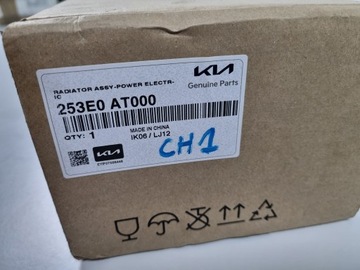 RADIATOR ASSY-POWER ELECTR-
IC
KIA
Genuine Parts
253E0 AT000
QTY: 1
MADE IN CHINA
IK06 / LJ12
CH1
KIA